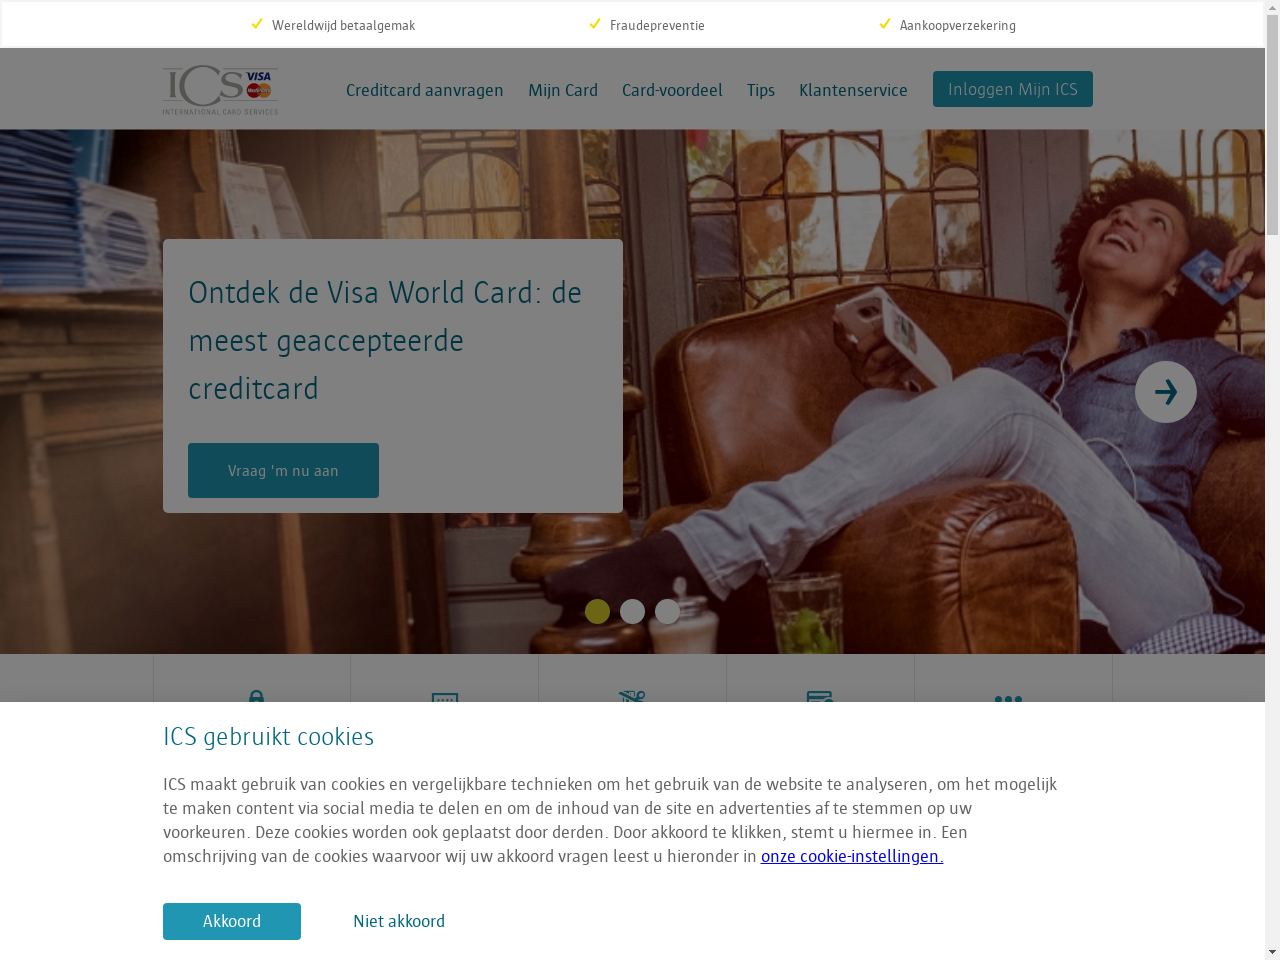 Wereldwijd betaalgemak
Fraudepreventie
Aankoopverzekering
ICS
VISA
MasterCard
INTERNATIONAL CARD SERVICES
Creditcard aanvragen
Mijn Card
Card-voordeel
Tips
Klantenservice
Inloggen Mijn ICS
Ontdek de Visa World Card: de
meest geaccepteerde
creditcard
Vraag 'm nu aan
ICS gebruikt cookies
ICS maakt gebruik van cookies en vergelijkbare technieken om het gebruik van de website te analyseren, om het mogelijk
te maken content via social media te delen en om de inhoud van de site en advertenties af te stemmen op uw
voorkeuren. Deze cookies worden ook geplaatst door derden. Door akkoord te klikken, stemt u hiermee in. Een
omschrijving van de cookies waarvoor wij uw akkoord vragen leest u hieronder in onze cookie-instellingen.
Akkoord
Niet akkoord